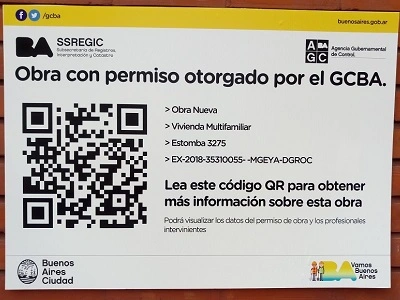 /gcba
buenosaires.gob.ar
BA
SSREGIC
Subsecretaría de Registros,
Interpretación y Catastro
AGC
Agencia Gubernamental
de Control
Obra con permiso otorgado por el GCBA.
> Obra Nueva
> Vivienda Multifamiliar
> Estomba 3275
> EX-2018-35310055- -MGEYA-DGROC
Lea este código QR para obtener
más información sobre esta obra
Podrá visualizar los datos del permiso de obra y los profesionales
intervinientes
Buenos
Aires
Ciudad
BA
Vamos
Buenos
Aires